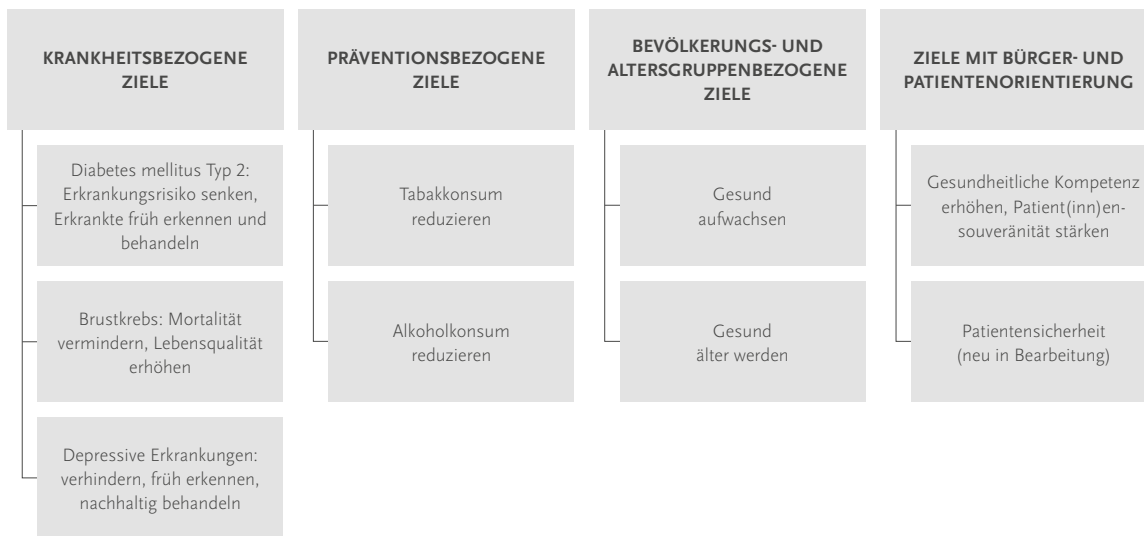 KRANKHEITSBEZOGENE
ZIELE
Diabetes mellitus Typ 2:
Erkrankungsrisiko senken,
Erkrankte früh erkennen und
behandeln
Brustkrebs: Mortalität
vermindern, Lebensqualität
erhöhen
Depressive Erkrankungen:
verhindern, früh erkennen,
nachhaltig behandeln
PRÄVENTIONSBEZOGENE
ZIELE
Tabakkonsum
reduzieren
Alkoholkonsum
reduzieren
BEVÖLKERUNGS- UND
ALTERSGRUPPENBEZOGENE
ZIELE
Gesund
aufwachsen
Gesund
älter werden
ZIELE MIT BÜRGER- UND
PATIENTENORIENTIERUNG
Gesundheitliche Kompetenz
erhöhen, Patient(inn)en-
souveränität stärken
Patientensicherheit
(neu in Bearbeitung)